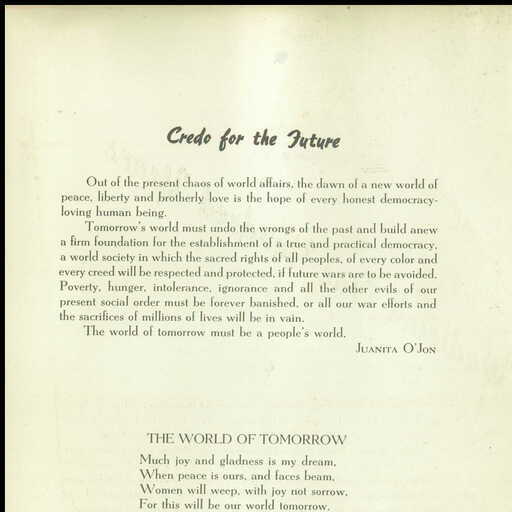 Credo for the Future
Out of the present chaos of world affairs, the dawn of a new world of
peace, liberty and brotherly love is the hope of every honest democracy-
loving human being.
Tomorrow's world must undo the wrongs of the past and build anew
a firm foundation for the establishment of a true and practical democracy,
a world society in which the sacred rights of all peoples, of every color and
every creed will be respected and protected, if future wars are to be avoided.
Poverty, hunger, intolerance, ignorance and all the other evils of our
present social order must be forever banished, or all our war efforts and
the sacrifices of millions of lives will be in vain.
The world of tomorrow must be a people's world.
Juanita O'Jon
THE WORLD OF TOMORROW
Much joy and gladness is my dream,
When peace is ours, and faces beam,
Women will weep, with joy not sorrow,
For this will be our world tomorrow.